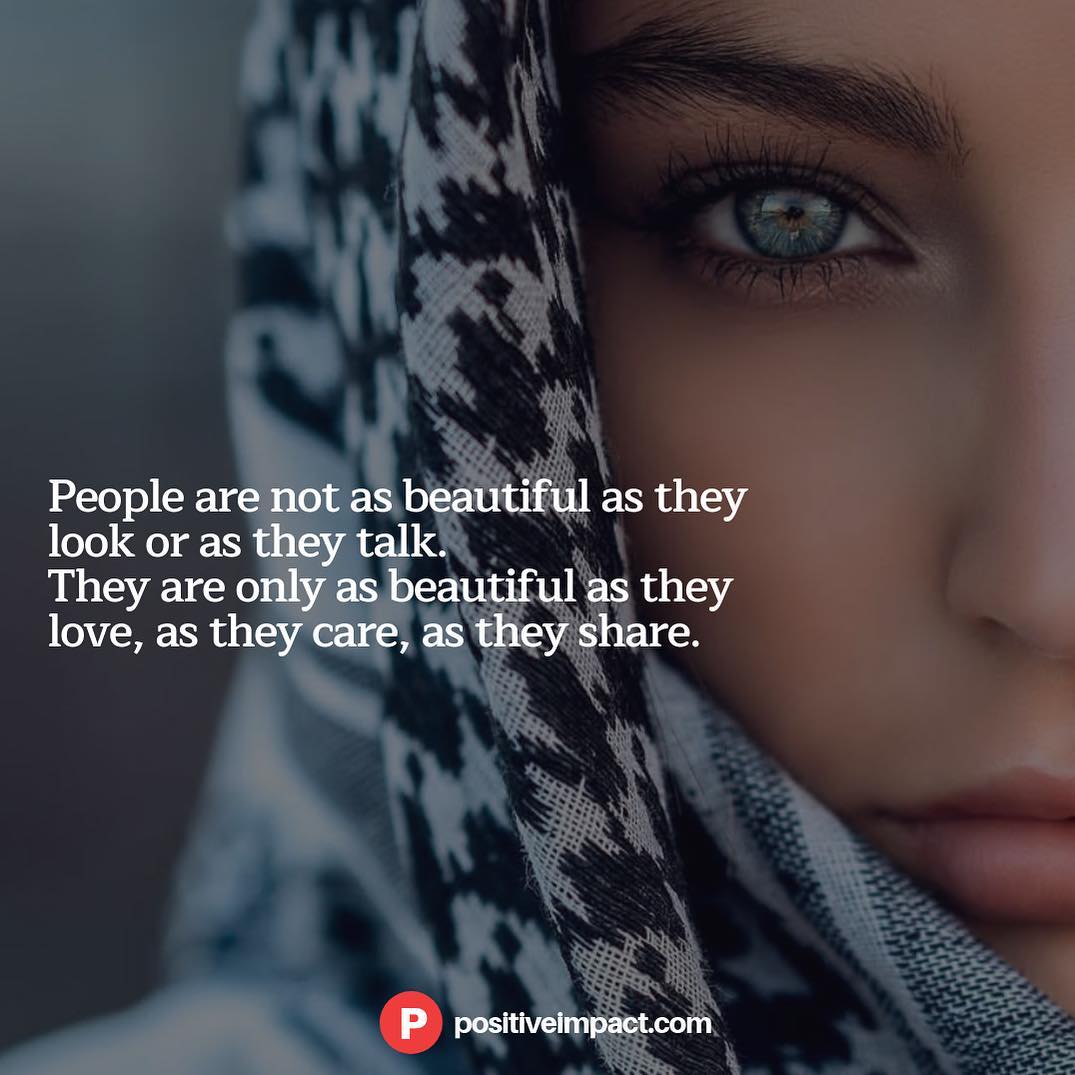 People are not as beautiful as they
look or as they talk.
They are only as beautiful as they
love, as they care, as they share.
P positiveimpact.com